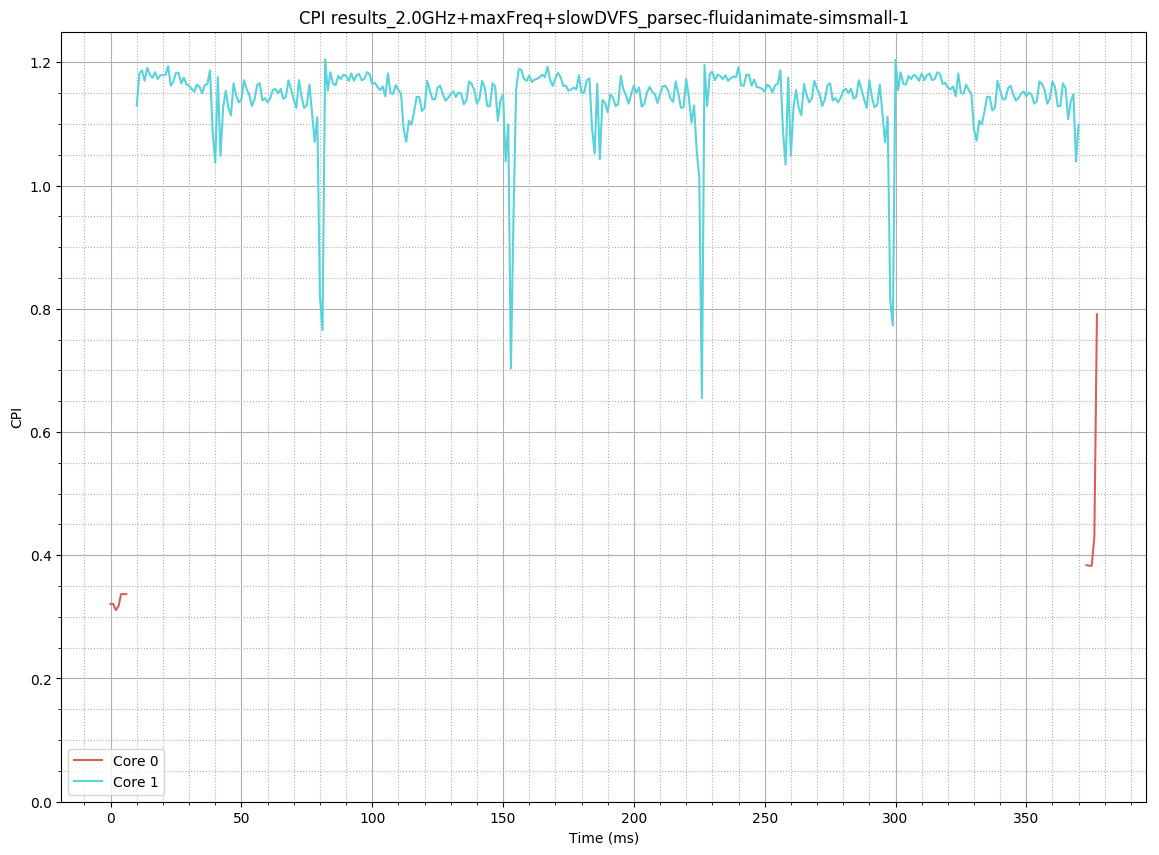 CPI results_2.0GHz+maxFreq+slowDVFS_parsec-fluidanimate-simsmall-1
CPI
1.2
1.0
0.8
0.6
0.4
0.2
0.0
Core 0
Core 1
0 50 100 150 200 250 300 350
Time (ms)